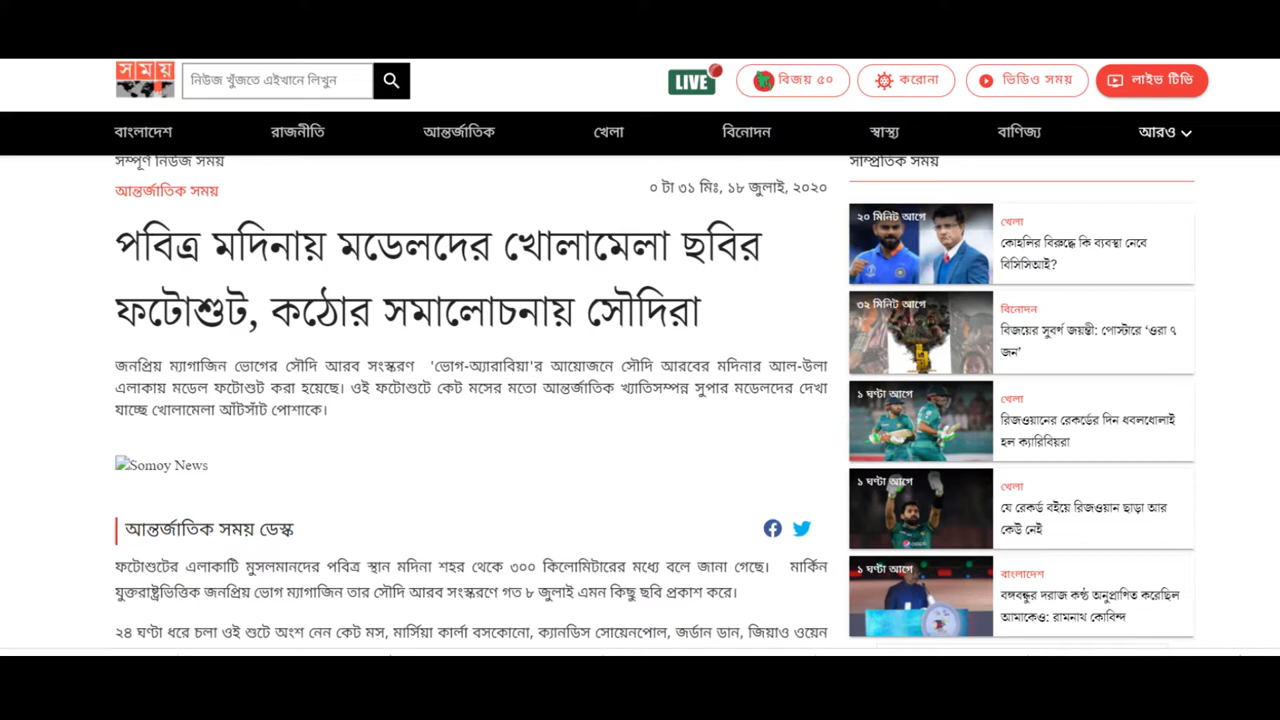 সময়
নিউজ খুঁজতে এইখানে লিখুন
LIVE
বিজয় ৫০
করোনা
ভিডিও সময়
লাইভ টিভি
বাংলাদেশ
রাজনীতি
আন্তর্জাতিক
খেলা
বিনোদন
স্বাস্থ্য
বাণিজ্য
আরও
সম্পূর্ণ নিউজ সময়
আন্তর্জাতিক সময়
০ টা ৩১ মিঃ, ১৮ জুলাই, ২০২০
পবিত্র মদিনায় মডেলদের খোলামেলা ছবির
ফটোশুট, কঠোর সমালোচনায় সৌদিরা
জনপ্রিয় ম্যাগাজিন ভোগের সৌদি আরব সংস্করণ 'ভোগ-অ্যারাবিয়া'র আয়োজনে সৌদি আরবের মদিনার আল-উলা
এলাকায় মডেল ফটোশুট করা হয়েছে। ওই ফটোশুটে কেট মসের মতো আন্তর্জাতিক খ্যাতিসম্পন্ন সুপার মডেলদের দেখা
যাচ্ছে খোলামেলা আঁটসাঁট পোশাকে।
Somoy News
আন্তর্জাতিক সময় ডেস্ক
ফটোশুটের এলাকাটি মুসলমানদের পবিত্র স্থান মদিনা শহর থেকে ৩০০ কিলোমিটারের মধ্যে বলে জানা গেছে। মার্কিন
যুক্তরাষ্ট্রভিত্তিক জনপ্রিয় ভোগ ম্যাগাজিন তার সৌদি আরব সংস্করণে গত ৮ জুলাই এমন কিছু ছবি প্রকাশ করে।
২৪ ঘণ্টা ধরে চলা ওই শুটে অংশ নেন কেট মস, মার্সিয়া কার্লা বসকোনো, ক্যানডিস সোয়েনপোল, জর্ডান ডান, জিয়াও ওয়েন
সাম্প্রতিক সময়
২০ মিনিট আগে
খেলা
কোহলির বিরুদ্ধে কি ব্যবস্থা নেবে
বিসিসিআই?
৩২ মিনিট আগে
বিনোদন
বিজয়ের সুবর্ণ জয়ন্তী: পোস্টারে ‘ওরা ৭
জন’
১ ঘণ্টা আগে
খেলা
রিজওয়ানের রেকর্ডের দিন ধবলধোলাই
হল ক্যারিবিয়রা
১ ঘণ্টা আগে
খেলা
যে রেকর্ড বইয়ে রিজওয়ান ছাড়া আর
কেউ নেই
১ ঘণ্টা আগে
বাংলাদেশ
বঙ্গবন্ধুর দরাজ কণ্ঠ অনুপ্রাণিত করেছিল
আমাকেও: রামনাথ কোবিন্দ